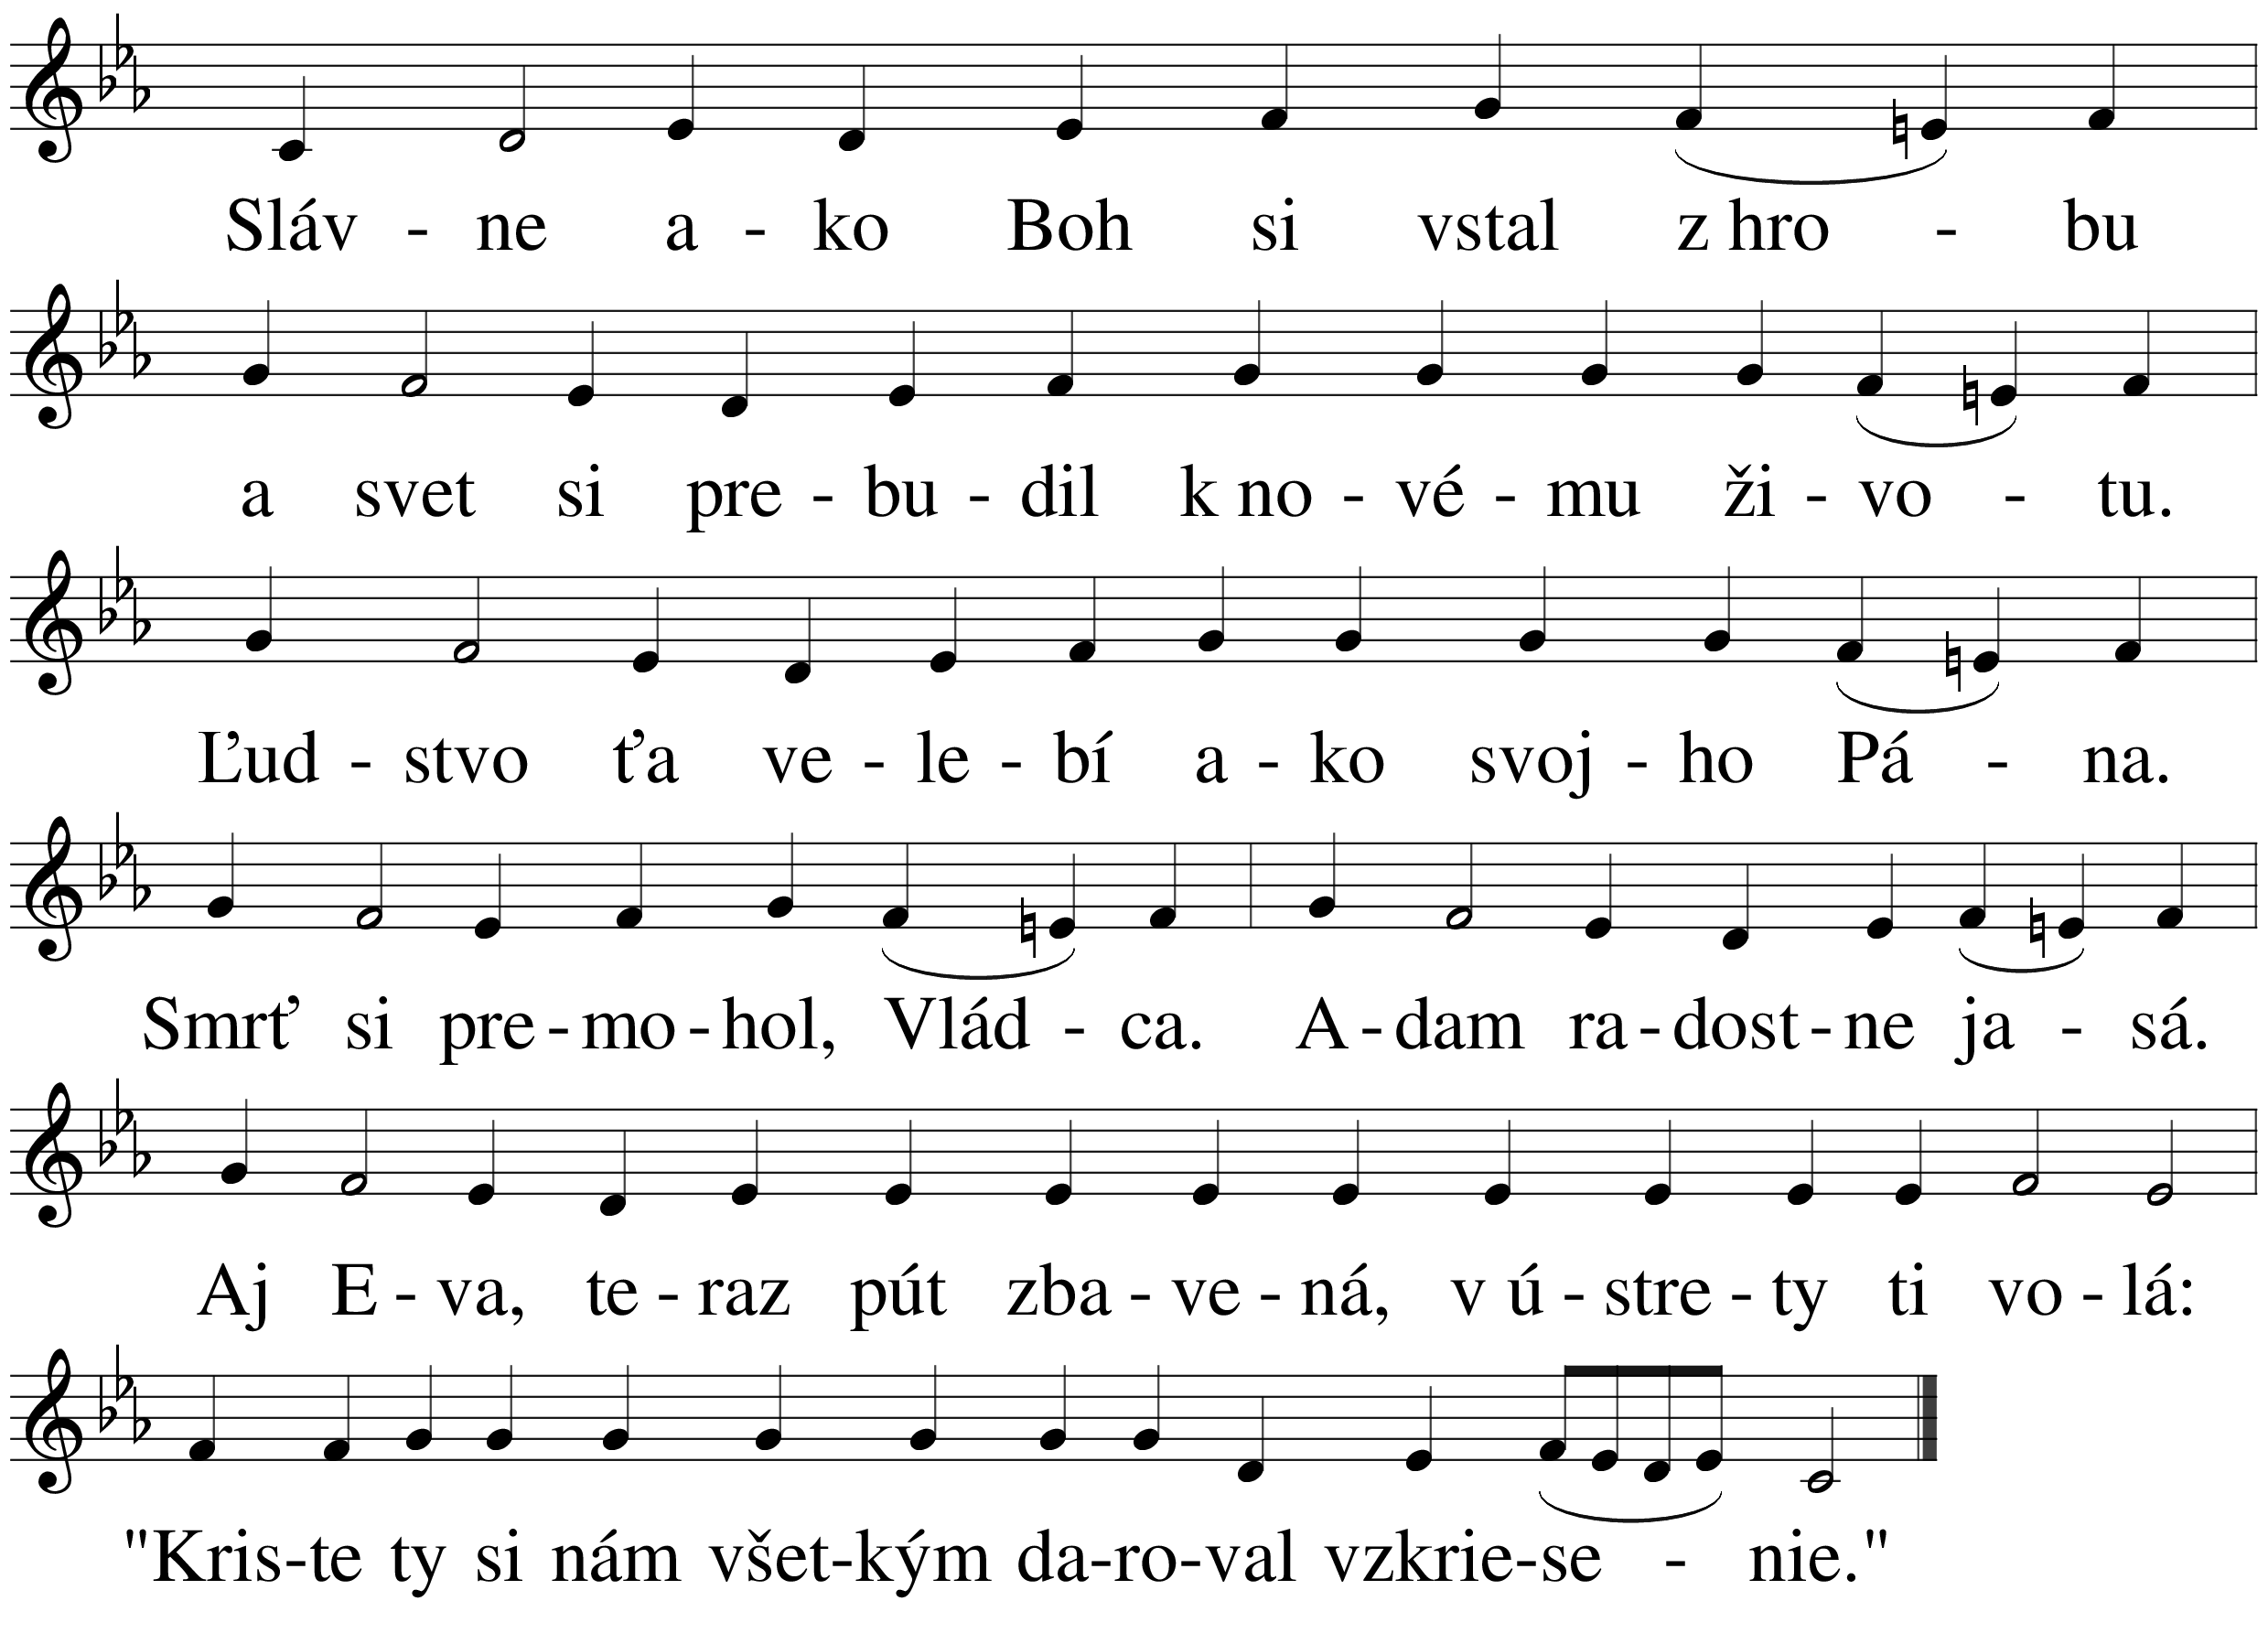 Sláv - ne a - ko Boh si vstal z hro - bu
a svet si pre - bu - dil k no - vé - mu ži - vo - tu.
Ľud - stvo ťa ve - le - bí a - ko svoj - ho Pá - na.
Smrť si pre - mo - hol, Vlád - ca. A - dam ra - dost - ne ja - sá.
Aj E - va, te - raz pút zba - ve - ná, v ú - stre - ty ti vo - lá:
"Kris-te ty si nám všet-kým da-ro-val vzkrie-se - nie."